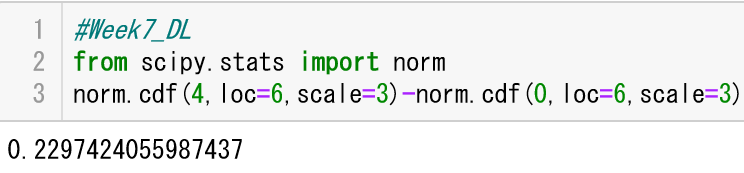 1 #Week7_DL
2 from scipy.stats import norm
3 norm.cdf(4,loc=6,scale=3)-norm.cdf(0,loc=6,scale=3)
0.2297424055987437